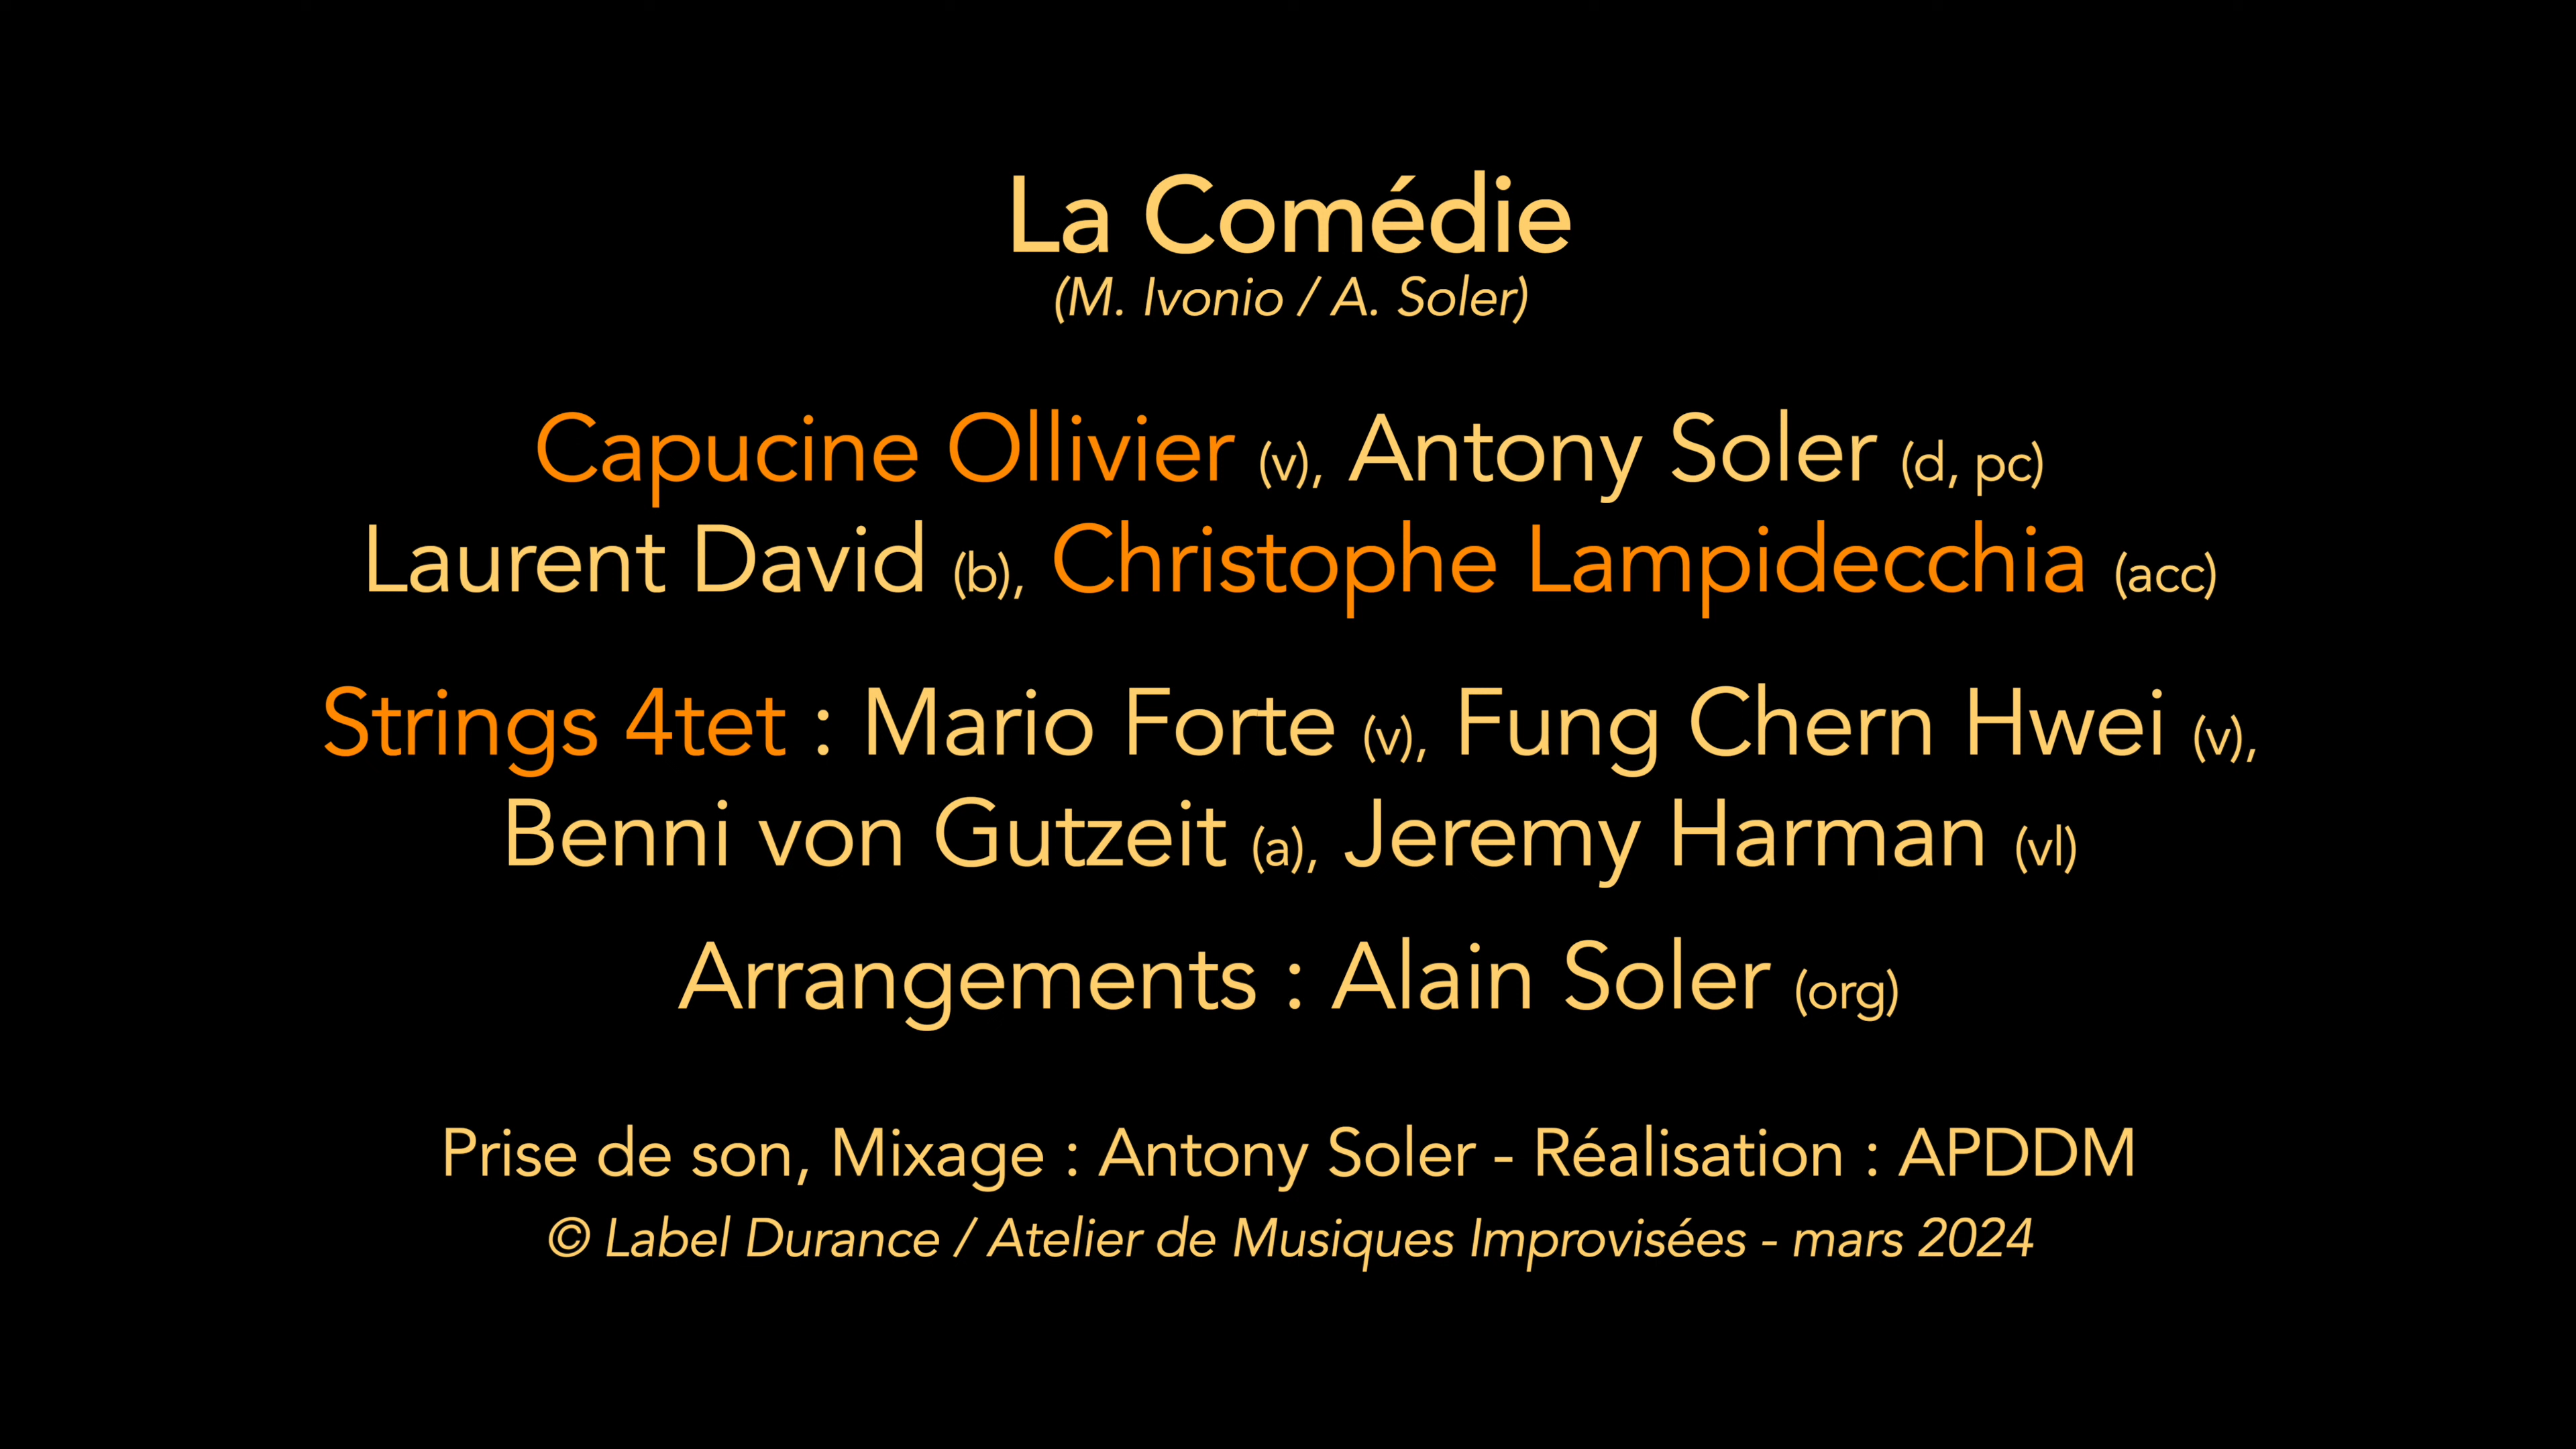 La Comédie
(M. Ivonio / A. Soler)
Capucine Ollivier (v), Antony Soler (d, pc)
Laurent David (b), Christophe Lampidecchia (acc)
Strings 4tet : Mario Forte (v), Fung Chern Hwei (v),
Benni von Gutzeit (a), Jeremy Harman (vl)
Arrangements : Alain Soler (org)
Prise de son, Mixage : Antony Soler - Réalisation : APDDM
© Label Durance / Atelier de Musiques Improvisées - mars 2024